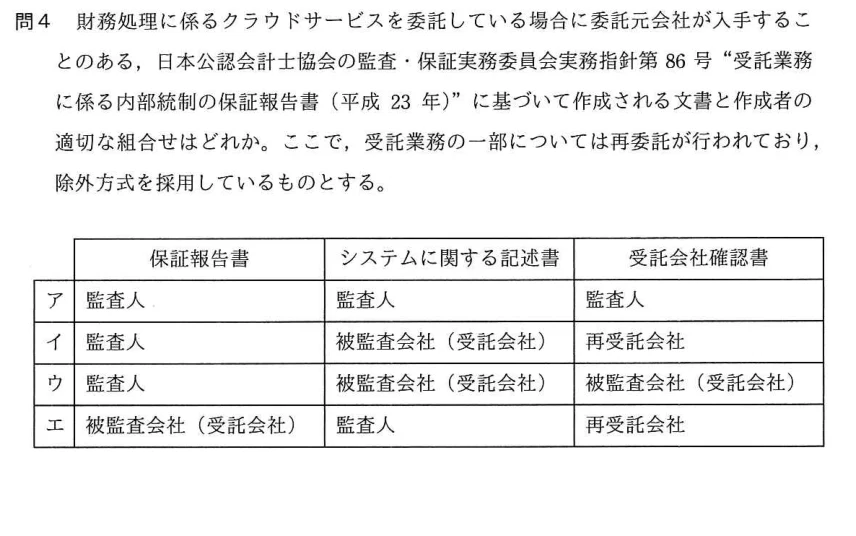 問4 財務処理に係るクラウドサービスを委託している場合に委託元会社が入手するこ
とのある，日本公認会計士協会の監査・保証実務委員会実務指針第 86 号“受託業務
に係る内部統制の保証報告書（平成 23 年）”に基づいて作成される文書と作成者の
適切な組合せはどれか。ここで，受託業務の一部については再委託が行われており，
除外方式を採用しているものとする。
保証報告書 システムに関する記述書 受託会社確認書
ア 監査人 監査人 監査人
イ 監査人 被監査会社（受託会社） 再受託会社
ウ 監査人 被監査会社（受託会社） 被監査会社（受託会社）
エ 被監査会社（受託会社） 監査人 再受託会社